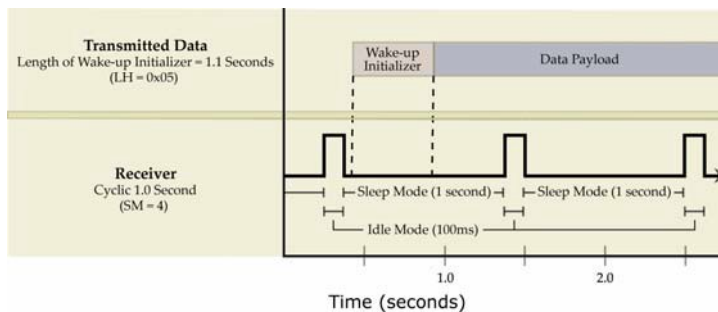 Transmitted Data
Length of Wake-up Initializer = 1.1 Seconds
(LH = 0x05)
Wake-up
Initializer
Data Payload
Receiver
Cyclic 1.0 Second
(SM = 4)
Sleep Mode (1 second)
Sleep Mode (1 second)
Idle Mode (100ms)
1.0
2.0
Time (seconds)